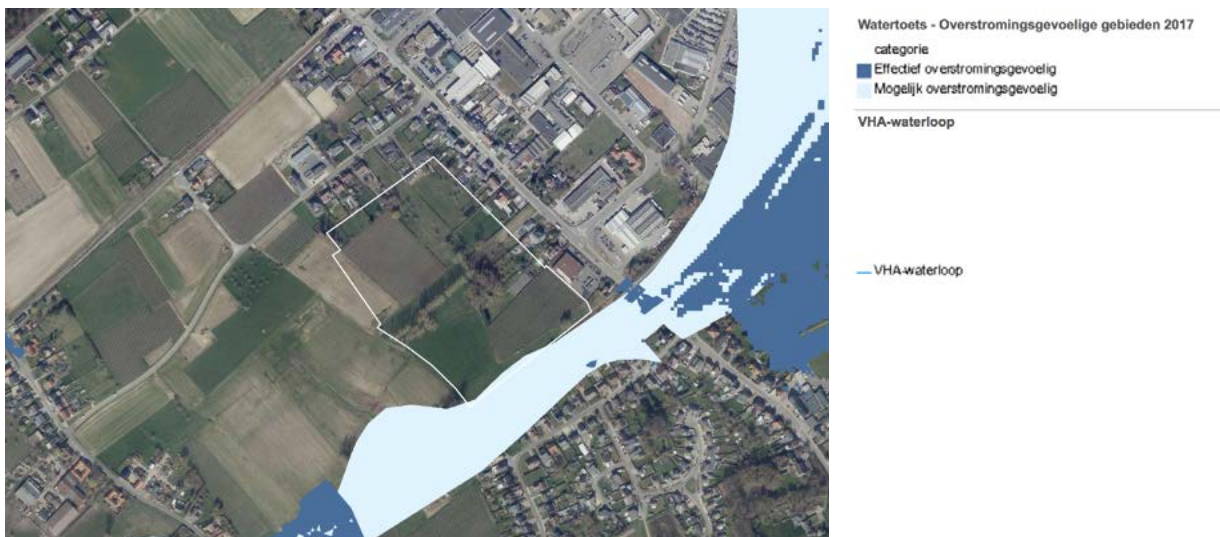 Watertoets - Overstromingsgevoelige gebieden 2017
categorie
Effectief overstromingsgevoelig
Mogelijk overstromingsgevoelig
VHA-waterloop
VHA-waterloop